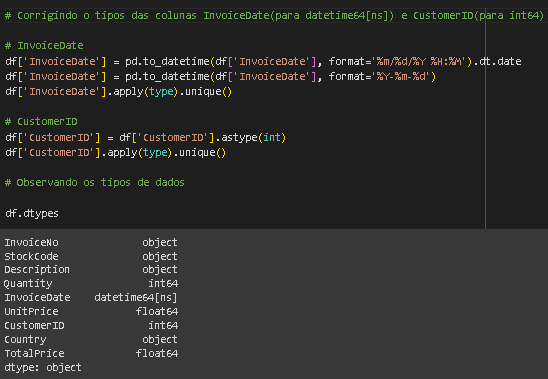 # Corrigindo o tipos das colunas InvoiceDate(para datetime64[ns]) e CustomerID(para int64)
# InvoiceDate
df['InvoiceDate'] = pd.to_datetime(df['InvoiceDate'], format='%m/%d/%Y %H:%M').dt.date
df['InvoiceDate'] = pd.to_datetime(df['InvoiceDate'], format='%Y-%m-%d')
df['InvoiceDate'].apply(type).unique()
# CustomerID
df['CustomerID'] = df['CustomerID'].astype(int)
df['CustomerID'].apply(type).unique()
# Observando os tipos de dados
df.dtypes
InvoiceNo object
StockCode object
Description object
Quantity int64
InvoiceDate datetime64[ns]
UnitPrice float64
CustomerID int64
Country object
TotalPrice float64
dtype: object